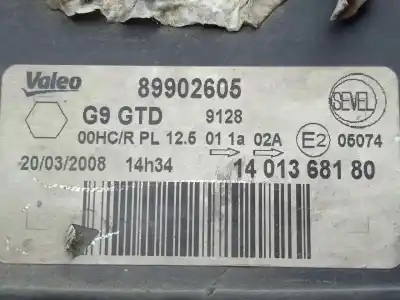 Valeo 89902605 SEVEL
G9 GTD 9128
00HC/R PL 12.5 01 1a 02A E2 05074
20/03/2008 14h34 14 013 681 80